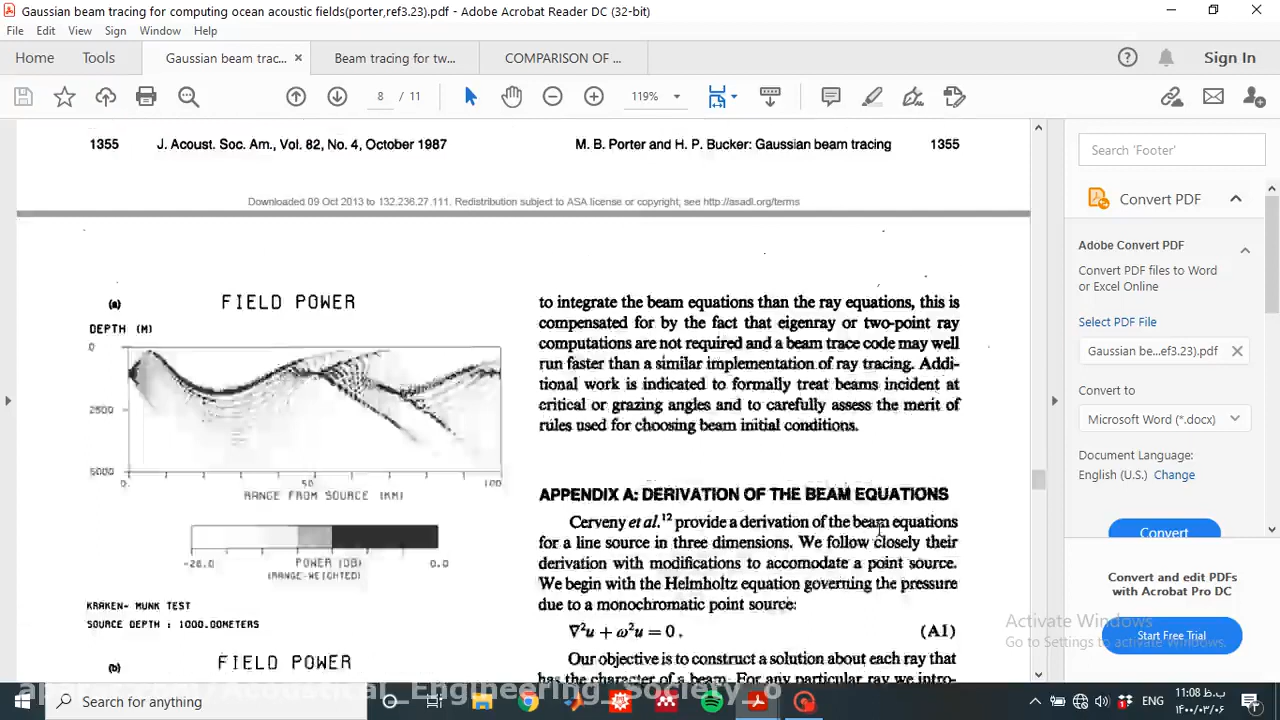 Gaussian beam tracing for computing ocean acoustic fields(porter,ref3.23).pdf - Adobe Acrobat Reader DC (32-bit)
File Edit View Sign Window Help
Home Tools Gaussian beam trac... Beam tracing for tw... COMPARISON OF ... Sign In
8 / 11 119%
1355 J. Acoust. Soc. Am., Vol. 82, No. 4, October 1987 M. B. Porter and H. P. Bucker: Gaussian beam tracing 1355
Downloaded 09 Oct 2013 to 132.236.27.111. Redistribution subject to ASA license or copyright; see http://asadl.org/terms
(a) FIELD POWER
DEPTH (M)
0
2500
5000
0 50 100
RANGE FROM SOURCE (KM)
-26.0 POWER (DB) 0.0
(RANGE-WEIGHTED)
KRAKEN- MUNK TEST
SOURCE DEPTH : 1000.00METERS
(b) FIELD POWER
to integrate the beam equations than the ray equations, this is
compensated for by the fact that eigenray or two-point ray
computations are not required and a beam trace code may well
run faster than a similar implementation of ray tracing. Addi-
tional work is indicated to formally treat beams incident at
critical or grazing angles and to carefully assess the merit of
rules used for choosing beam initial conditions.
APPENDIX A: DERIVATION OF THE BEAM EQUATIONS
Cerveny et al.¹² provide a derivation of the beam equations
for a line source in three dimensions. We follow closely their
derivation with modifications to accomodate a point source.
We begin with the Helmholtz equation governing the pressure
due to a monochromatic point source:
∇²u + ω²u = 0 , (A1)
Our objective is to construct a solution about each ray that
has the character of a beam. For any particular ray we intro-
Search 'Footer'
Convert PDF
Adobe Convert PDF
Convert PDF files to Word
or Excel Online
Select PDF File
Gaussian be...ef3.23).pdf
Convert to
Microsoft Word (*.docx)
Document Language:
English (U.S.) Change
Convert
Convert and edit PDFs
with Acrobat Pro DC
Start Free Trial
Activate Windows
Go to Settings to activate Windows.
Acoustical_Engineering_Society_o
Type here to search
ENG
11:08 ب.ظ
۱۴۰۰/۰۳/۰۶